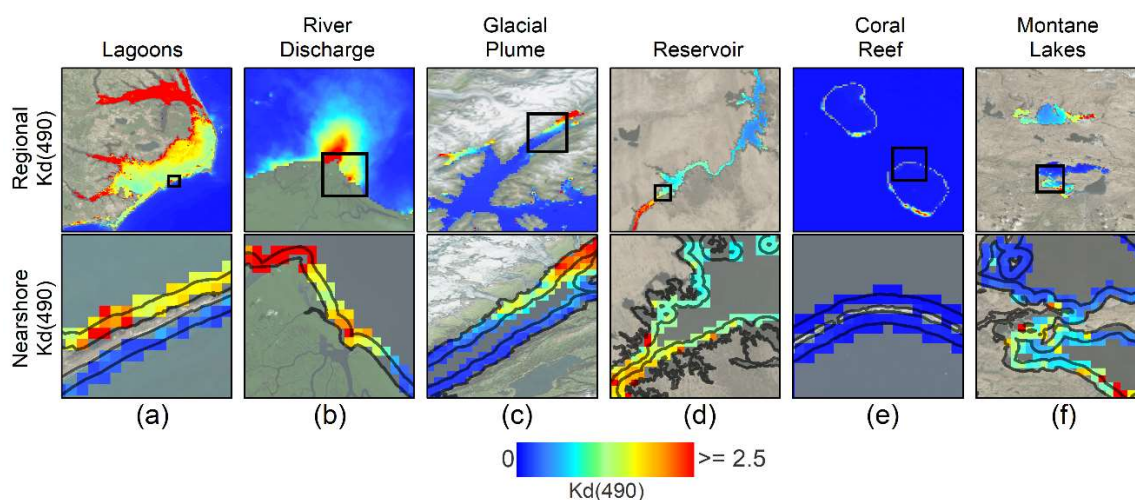 Lagoons
River
Discharge
Glacial
Plume
Reservoir
Coral
Reef
Montane
Lakes
Regional
Kd(490)
Nearshore
Kd(490)
(a) (b) (c) (d) (e) (f)
0 >= 2.5
Kd(490)